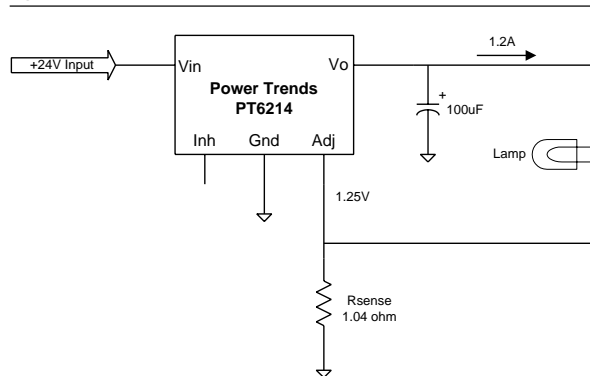 1.2A
+24V Input
Vin
Vo
Power Trends
PT6214
+
100uF
Inh
Gnd
Adj
Lamp
1.25V
Rsense
1.04 ohm